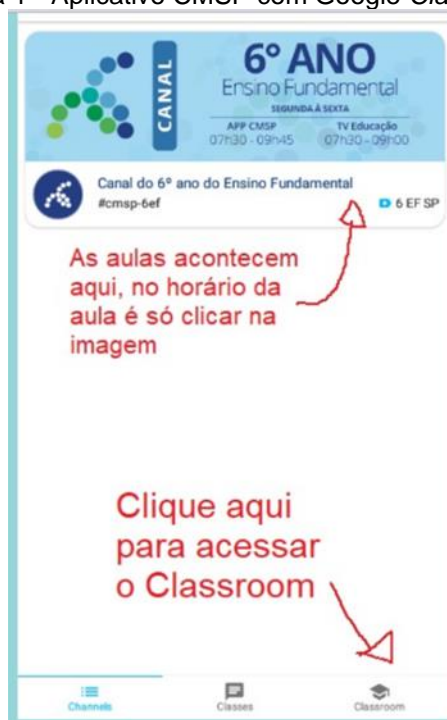 Aplicativo CMSP com Google
CANAL
6º ANO
Ensino Fundamental
SEGUNDA À SEXTA
APP CMSP
07h30 - 09h45
TV Educação
07h30 - 09h00
Canal do 6º ano do Ensino Fundamental
#cmsp-6ef
6 EF SP
As aulas acontecem
aqui, no horário da
aula é só clicar na
imagem
Clique aqui
para acessar
o Classroom
Channels
Classes
Classroom